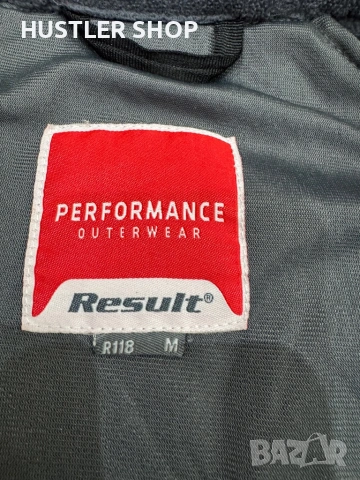 HUSTLER SHOP
PERFORMANCE
OUTERWEAR
Result®
R118 M
BAZAR